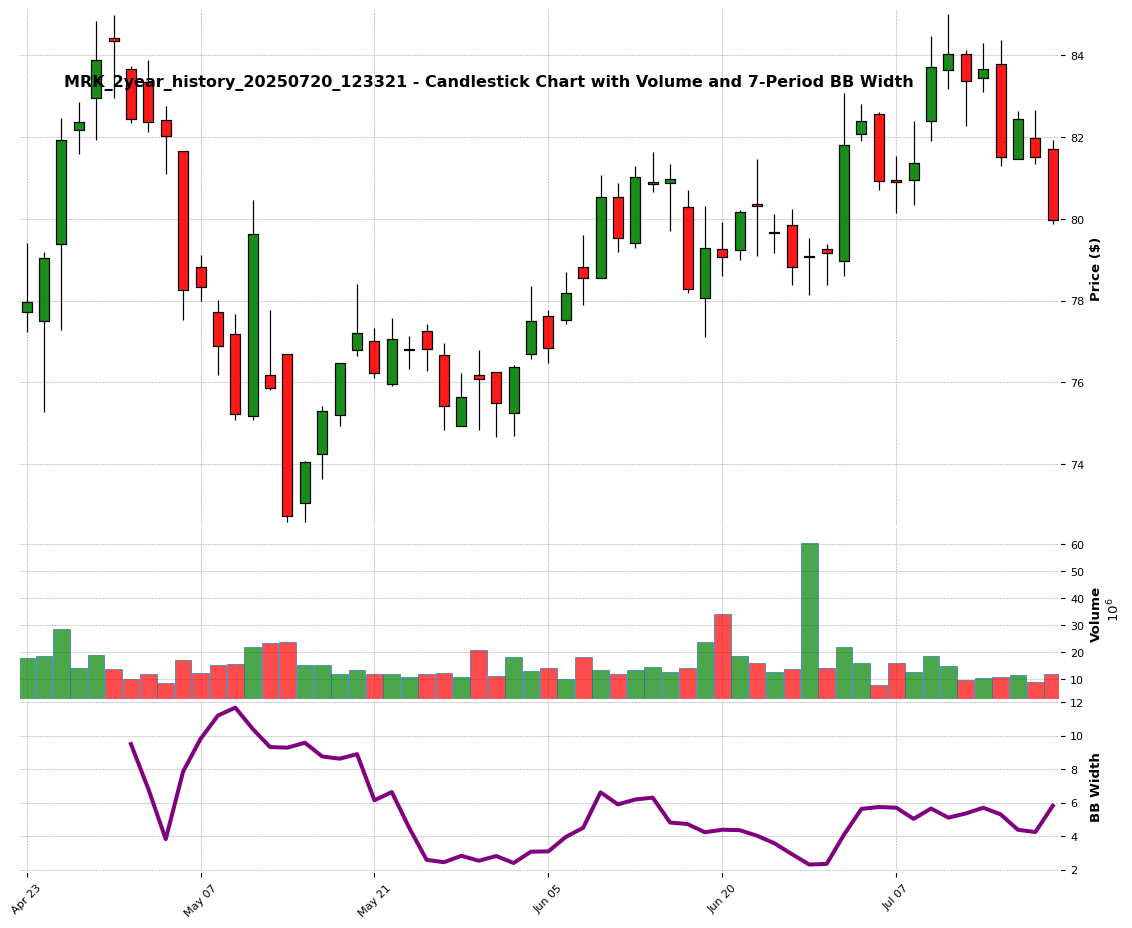 MRK_2year_history_20250720_123321 - Candlestick Chart with Volume and 7-Period BB Width
84
82
80
78
76
74
Price ($)
60
50
40
30
20
10
Volume
10^6
12
10
8
6
4
2
BB Width
Apr 23
May 07
May 21
Jun 05
Jun 20
Jul 07